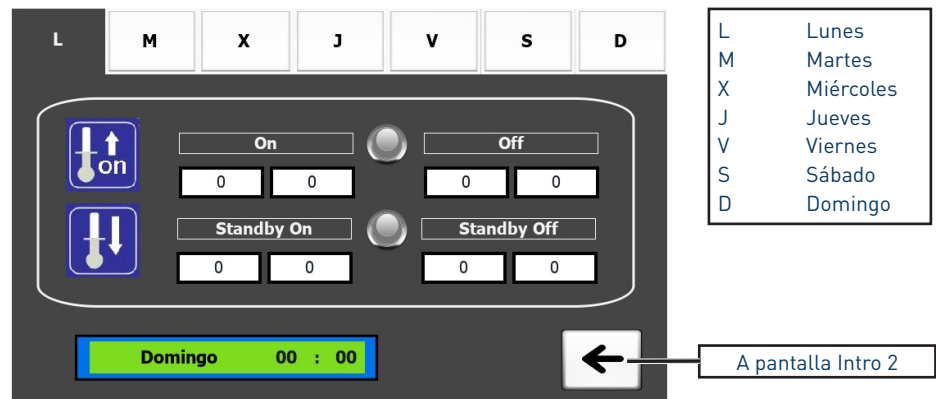 L M X J V S D
on
On Off
0 0 0 0
Standby On Standby Off
0 0 0 0
Domingo 00 : 00
L Lunes
M Martes
X Miércoles
J Jueves
V Viernes
S Sábado
D Domingo
A pantalla Intro 2